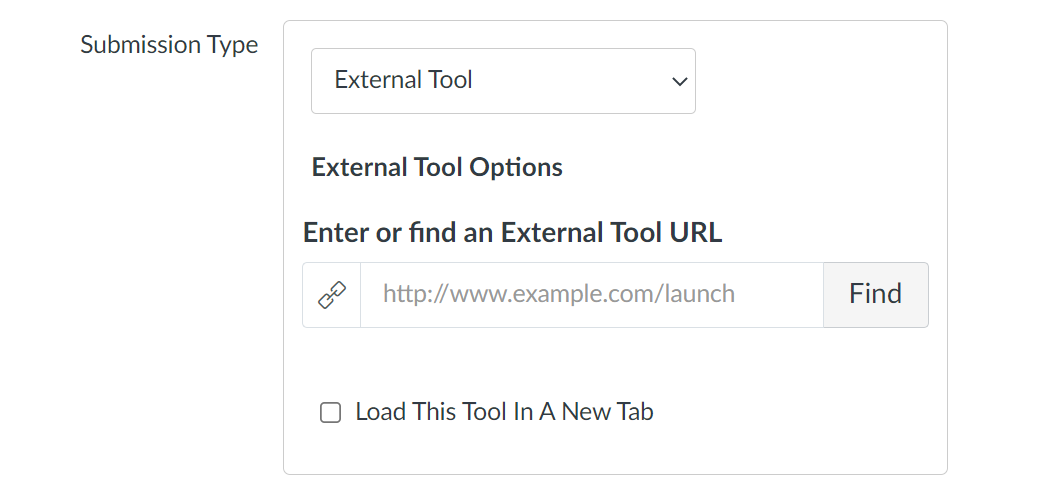 Submission Type
External Tool
External Tool Options
Enter or find an External Tool URL
http://www.example.com/launch
Find
Load This Tool In A New Tab